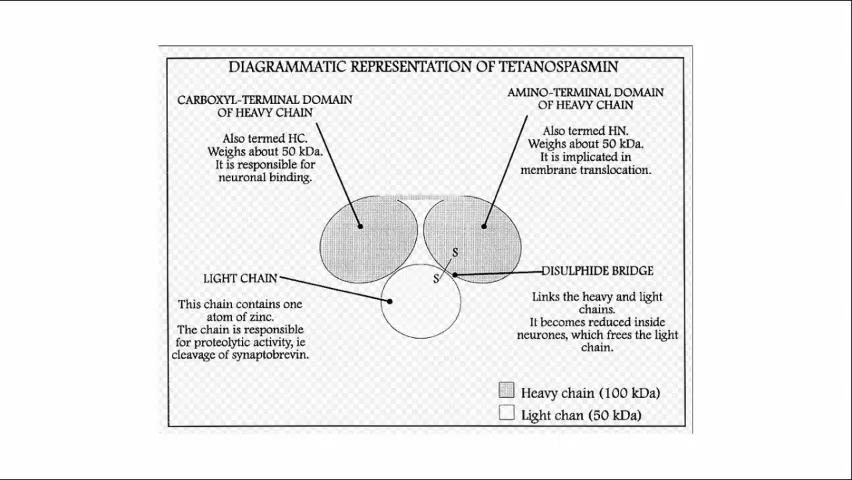 DIAGRAMMATIC REPRESENTATION OF TETANOSPASMIN
CARBOXYL-TERMINAL DOMAIN
OF HEAVY CHAIN
Also termed HC.
Weighs about 50 kDa.
It is responsible for
neuronal binding.
AMINO-TERMINAL DOMAIN
OF HEAVY CHAIN
Also termed HN.
Weighs about 50 kDa.
It is implicated in
membrane translocation.
S
S
LIGHT CHAIN
This chain contains one
atom of zinc.
The chain is responsible
for proteolytic activity, ie
cleavage of synaptobrevin.
DISULPHIDE BRIDGE
Links the heavy and light
chains.
It becomes reduced inside
neurones, which frees the light
chain.
Heavy chain (100 kDa)
Light chan (50 kDa)